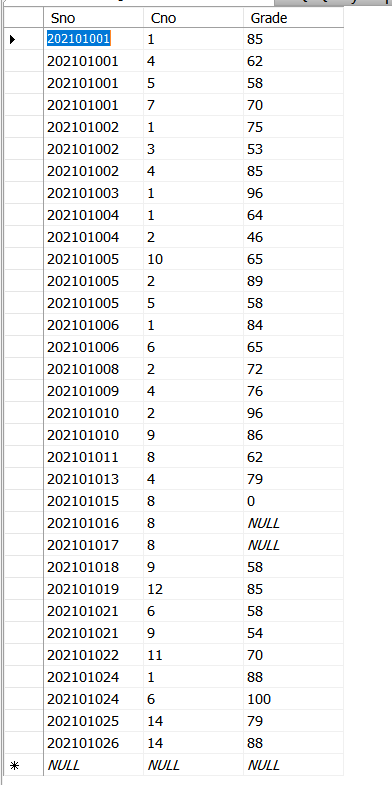 Sno Cno Grade
202101001 1 85
202101001 4 62
202101001 5 58
202101001 7 70
202101002 1 75
202101002 3 53
202101002 4 85
202101003 1 96
202101004 1 64
202101004 2 46
202101005 10 65
202101005 2 89
202101005 5 58
202101006 1 84
202101006 6 65
202101008 2 72
202101009 4 76
202101010 2 96
202101010 9 86
202101011 8 62
202101013 4 79
202101015 8 0
202101016 8 NULL
202101017 8 NULL
202101018 9 58
202101019 12 85
202101021 6 58
202101021 9 54
202101022 11 70
202101024 1 88
202101024 6 100
202101025 14 79
202101026 14 88
NULL NULL NULL